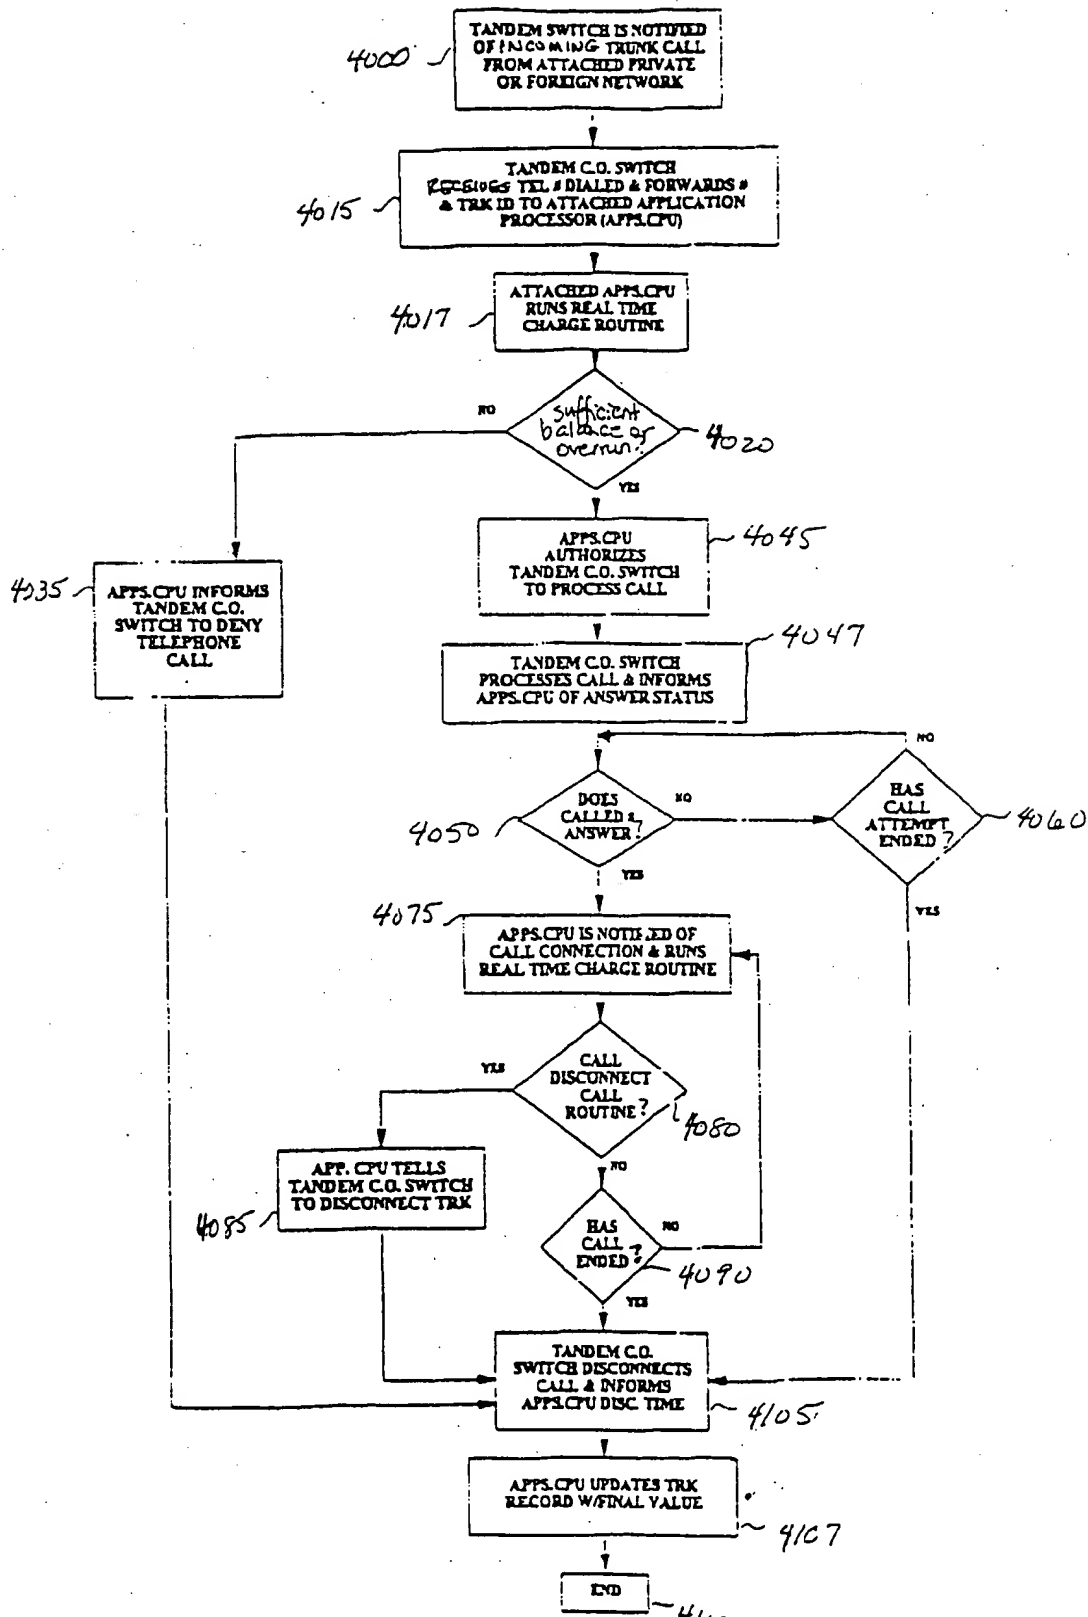 TANDEM SWITCH IS NOTIFIED
OF INCOMING TRUNK CALL
FROM ATTACHED PRIVATE
OR FOREIGN NETWORK
4000
TANDEM C.O. SWITCH
RECEIVES TEL # DIALED & FORWARDS #
& TRK ID TO ATTACHED APPLICATION
PROCESSOR (APPS.CPU)
4015
ATTACHED APPS.CPU
RUNS REAL TIME
CHARGE ROUTINE
4017
NO
sufficient
balance or
overrun?
4020
YES
APPS.CPU
AUTHORIZES
TANDEM C.O. SWITCH
TO PROCESS CALL
4045
4035
APPS.CPU INFORMS
TANDEM C.O.
SWITCH TO DENY
TELEPHONE
CALL
4047
TANDEM C.O. SWITCH
PROCESSES CALL & INFORMS
APPS.CPU OF ANSWER STATUS
NO
DOES
CALLED #
ANSWER?
NO
4050
YES
HAS
CALL
ATTEMPT
ENDED?
4060
YES
4075
APPS.CPU IS NOTIFIED OF
CALL CONNECTION & RUNS
REAL TIME CHARGE ROUTINE
YES
CALL
DISCONNECT
CALL
ROUTINE?
4080
NO
APP. CPU TELLS
TANDEM C.O. SWITCH
TO DISCONNECT TRK
4085
HAS
CALL
ENDED?
NO
4090
YES
TANDEM C.O.
SWITCH DISCONNECTS
CALL & INFORMS
APPS.CPU DISC. TIME
4105
APPS.CPU UPDATES TRK
RECORD W/FINAL VALUE
4107
END